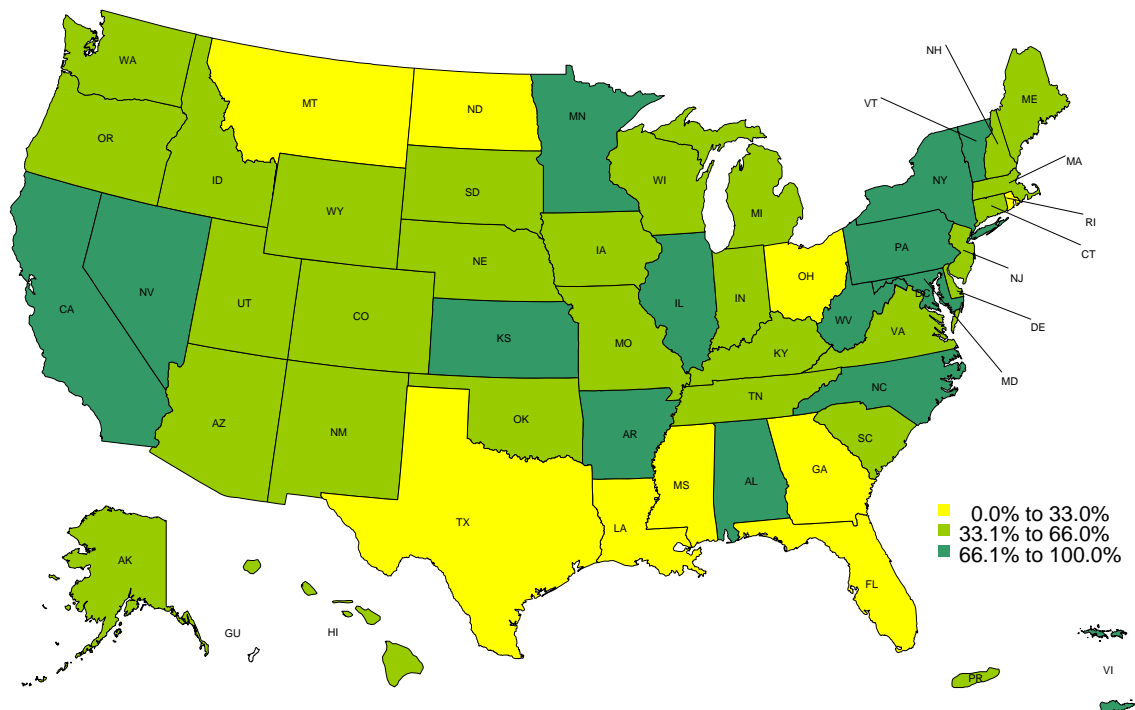 NH
WA
ME
MT
VT
ND
MN
OR
MA
ID
WI
NY
SD
WY
MI
RI
IA
PA
CT
NE
OH
NJ
UT
IL
IN
DC
CA
NV
CO
WV
DE
KS
VA
MO
KY
MD
NC
TN
AZ
OK
NM
AR
SC
GA
AL
MS
0.0% to 33.0%
TX
LA
33.1% to 66.0%
66.1% to 100.0%
AK
FL
GU
HI
VI
PR